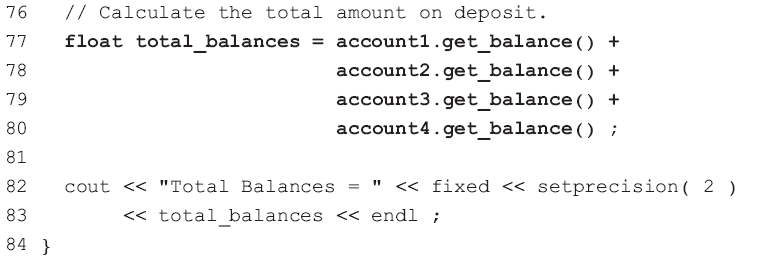 76   // Calculate the total amount on deposit.
77   float total_balances = account1.get_balance() +
78                          account2.get_balance() +
79                          account3.get_balance() +
80                          account4.get_balance() ;
81
82   cout << "Total Balances = " << fixed << setprecision( 2 )
83        << total_balances << endl ;
84 }